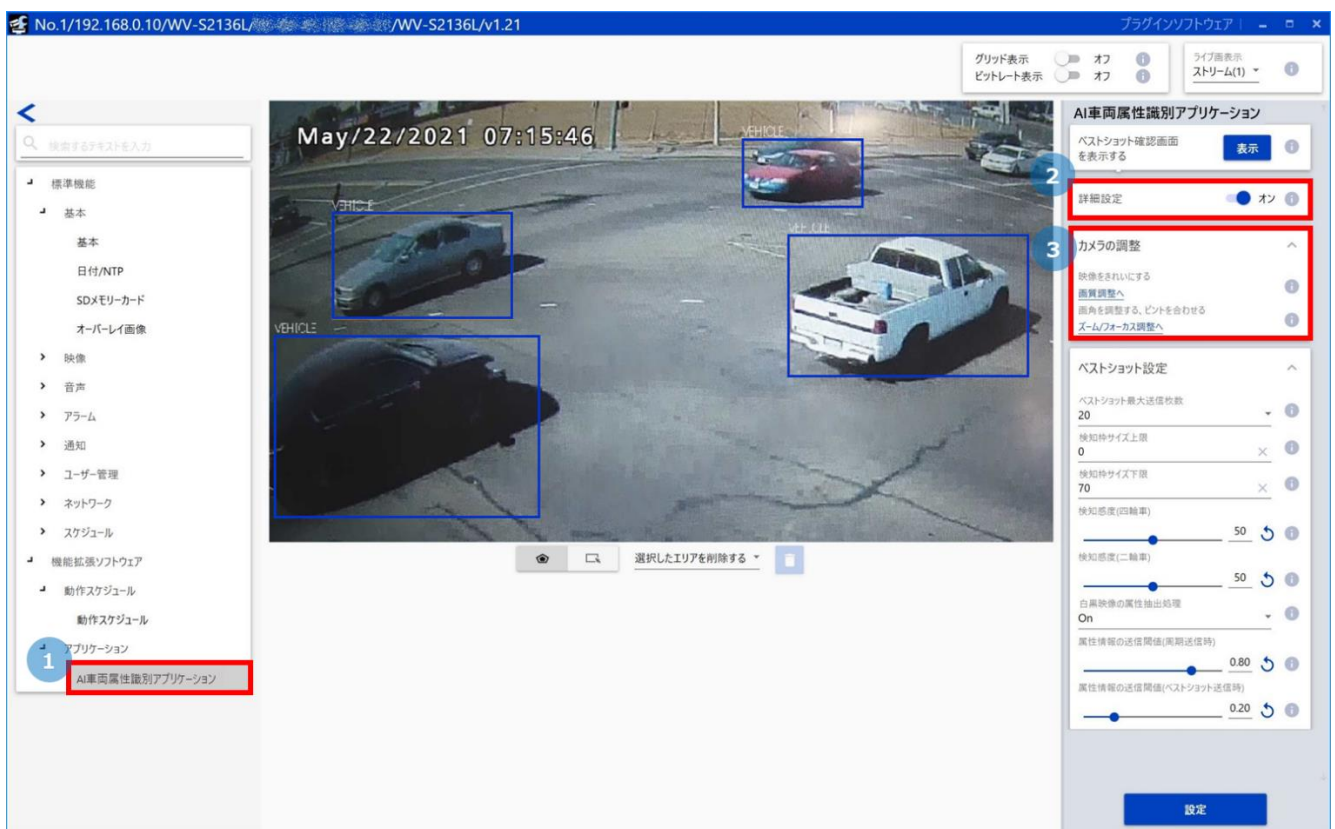 No.1/192.168.0.10/WV-S2136L/ /WV-S2136L/v1.21
プラグインソフトウェア
グリッド表示 オフ
ビットレート表示 オフ
ライブ画表示
ストリーム(1)
検索するテキストを入力
標準機能
基本
基本
日付/NTP
SDメモリーカード
オーバーレイ画像
映像
音声
アラーム
通知
ユーザー管理
ネットワーク
スケジュール
機能拡張ソフトウェア
動作スケジュール
動作スケジュール
アプリケーション
1
AI車両属性識別アプリケーション
May/22/2021 07:15:46
VEHICLE
VEHICLE
VEHICLE
VEHICLE
選択したエリアを削除する
AI車両属性識別アプリケーション
ベストショット確認画面
を表示する
表示
2
詳細設定 オン
3
カメラの調整
映像をきれいにする
画質調整へ
画角を調整する、ピントを合わせる
ズーム/フォーカス調整へ
ベストショット設定
ベストショット最大送信枚数
20
検知枠サイズ上限
0
検知枠サイズ下限
70
検知感度(四輪車)
50
検知感度(二輪車)
50
白黒映像の属性抽出処理
On
属性情報の送信閾値(周期送信時)
0.80
属性情報の送信閾値(ベストショット送信時)
0.20
設定